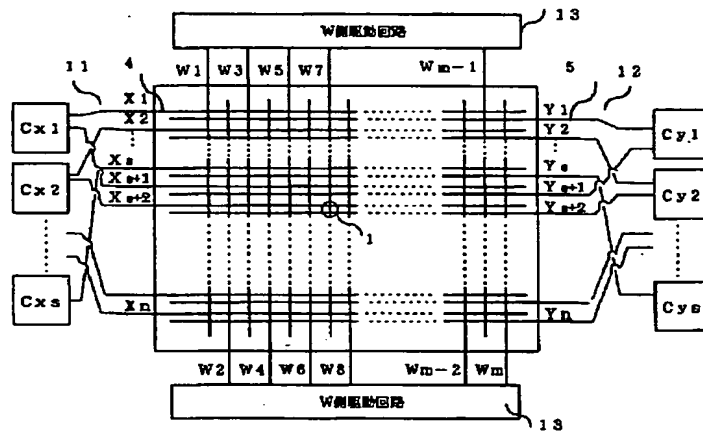 13
W側駆動回路
11
4
W1
W3
W5
W7
Wm-1
5
12
Cx1
X1
X2
Y1
Y2
Cy1
Cx2
Xs
Xs+1
Xs+2
Ys
Ys+1
Ys+2
Cy2
1
Cxs
Xn
Yn
Cys
W2
W4
W6
W8
Wm-2
Wm
W側駆動回路
13